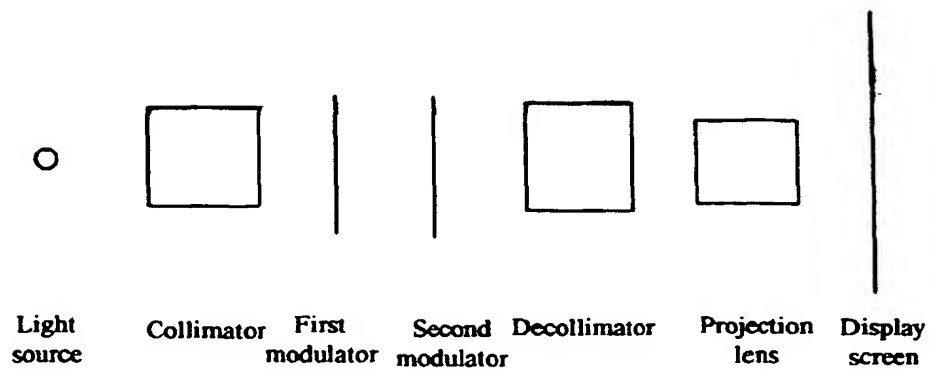 Light
source
Collimator
First
modulator
Second
modulator
Decollimator
Projection
lens
Display
screen